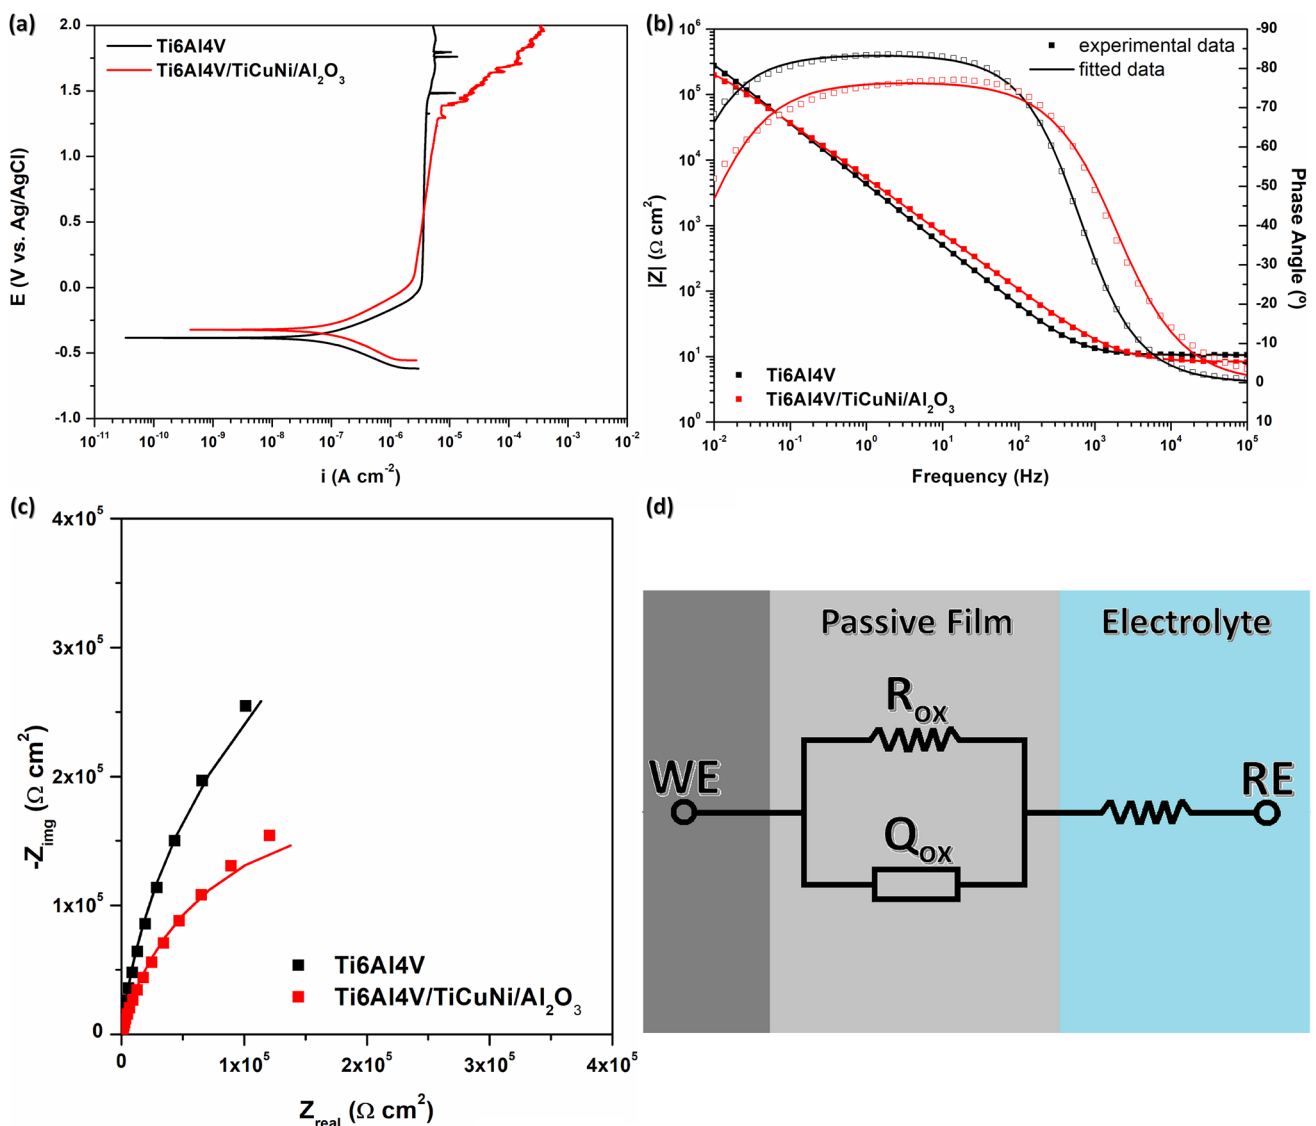 (a)
2.0
1.5
1.0
0.5
0.0
-0.5
-1.0
E (V vs. Ag/AgCl)
Ti6Al4V
Ti6Al4V/TiCuNi/Al₂O₃
10⁻¹¹ 10⁻¹⁰ 10⁻⁹ 10⁻⁸ 10⁻⁷ 10⁻⁶ 10⁻⁵ 10⁻⁴ 10⁻³ 10⁻²
i (A cm⁻²)
(b)
10⁶
10⁵
10⁴
10³
10²
10¹
10⁰
|Z| (Ω cm²)
experimental data
fitted data
Ti6Al4V
Ti6Al4V/TiCuNi/Al₂O₃
-90
-80
-70
-60
-50
-40
-30
-20
-10
0
10
Phase Angle (º)
10⁻² 10⁻¹ 10⁰ 10¹ 10² 10³ 10⁴ 10⁵
Frequency (Hz)
(c)
4x10⁵
3x10⁵
2x10⁵
1x10⁵
0
-Zimg (Ω cm²)
Ti6Al4V
Ti6Al4V/TiCuNi/Al₂O₃
0 1x10⁵ 2x10⁵ 3x10⁵ 4x10⁵
Zreal (Ω cm²)
(d)
Passive Film
Electrolyte
ROX
WE
RE
QOX